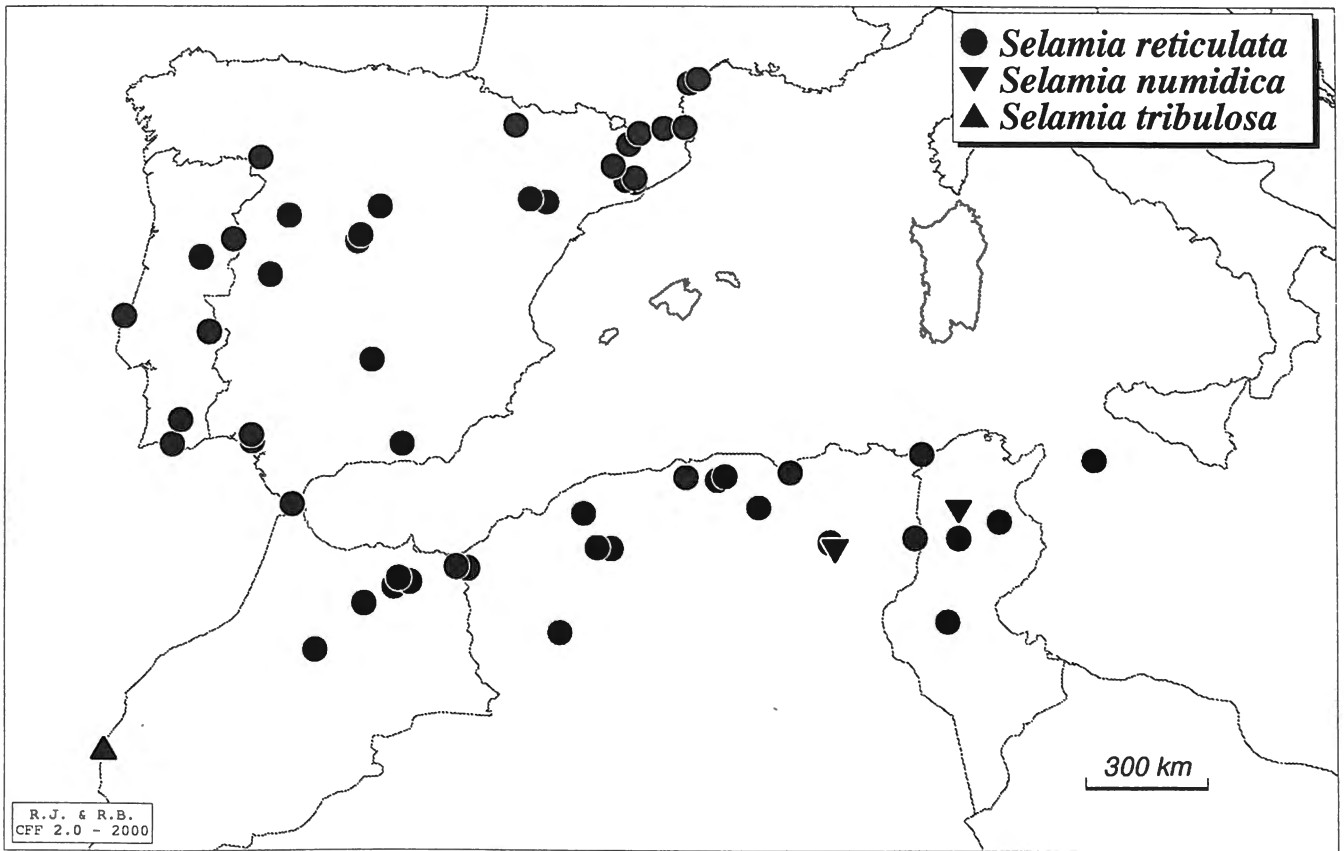 Selamia reticulata
Selamia numidica
Selamia tribulosa
300 km
R.J. & R.B.
CFF 2.0 - 2000